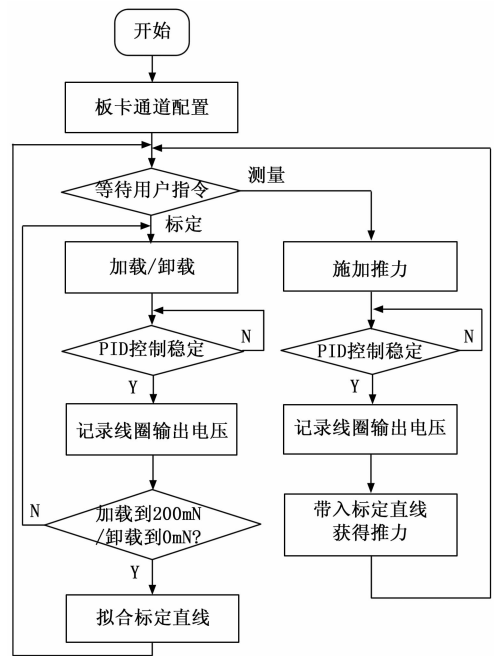 开始
板卡通道配置
等待用户指令
测量
标定
加载/卸载
施加推力
PID控制稳定
N
PID控制稳定
N
Y
Y
记录线圈输出电压
记录线圈输出电压
N
加载到200mN
/卸载到0mN?
带入标定直线
获得推力
Y
拟合标定直线